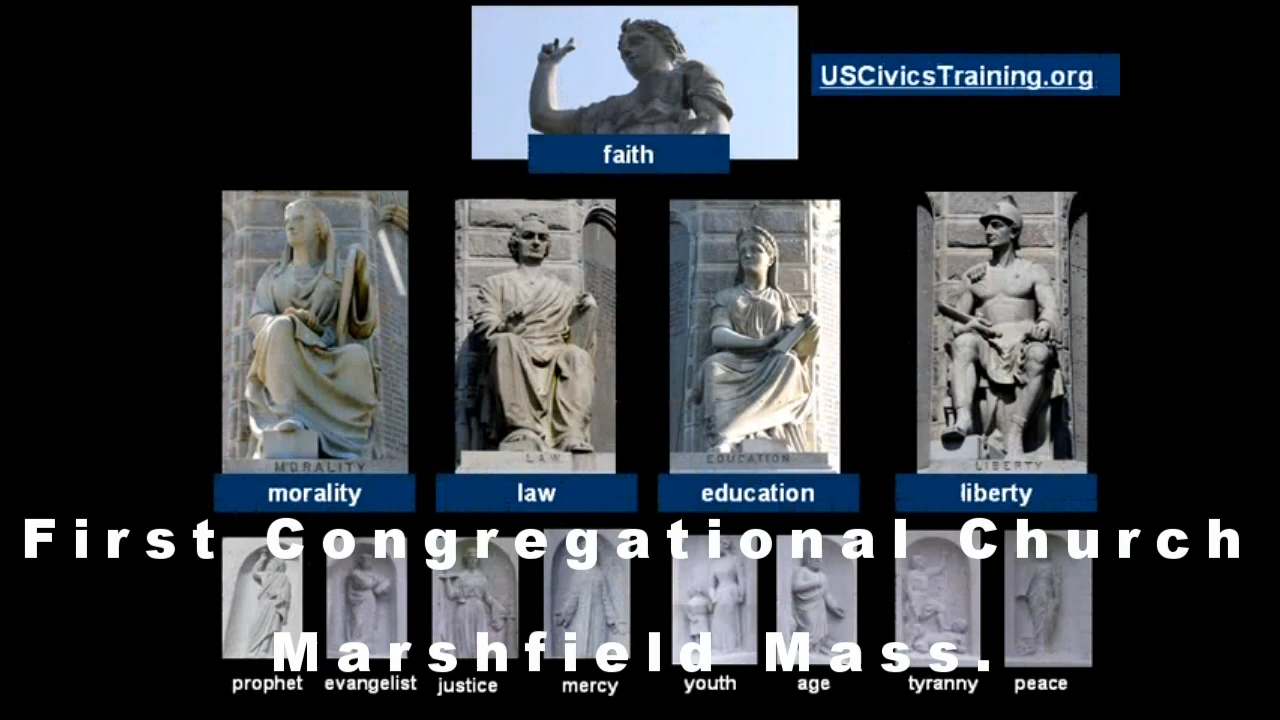 USCivicsTraining.org
faith
MORALITY
LAW
EDUCATION
LIBERTY
morality
law
education
liberty
First Congregational Church
Marshfield Mass.
prophet
evangelist
justice
mercy
youth
age
tyranny
peace